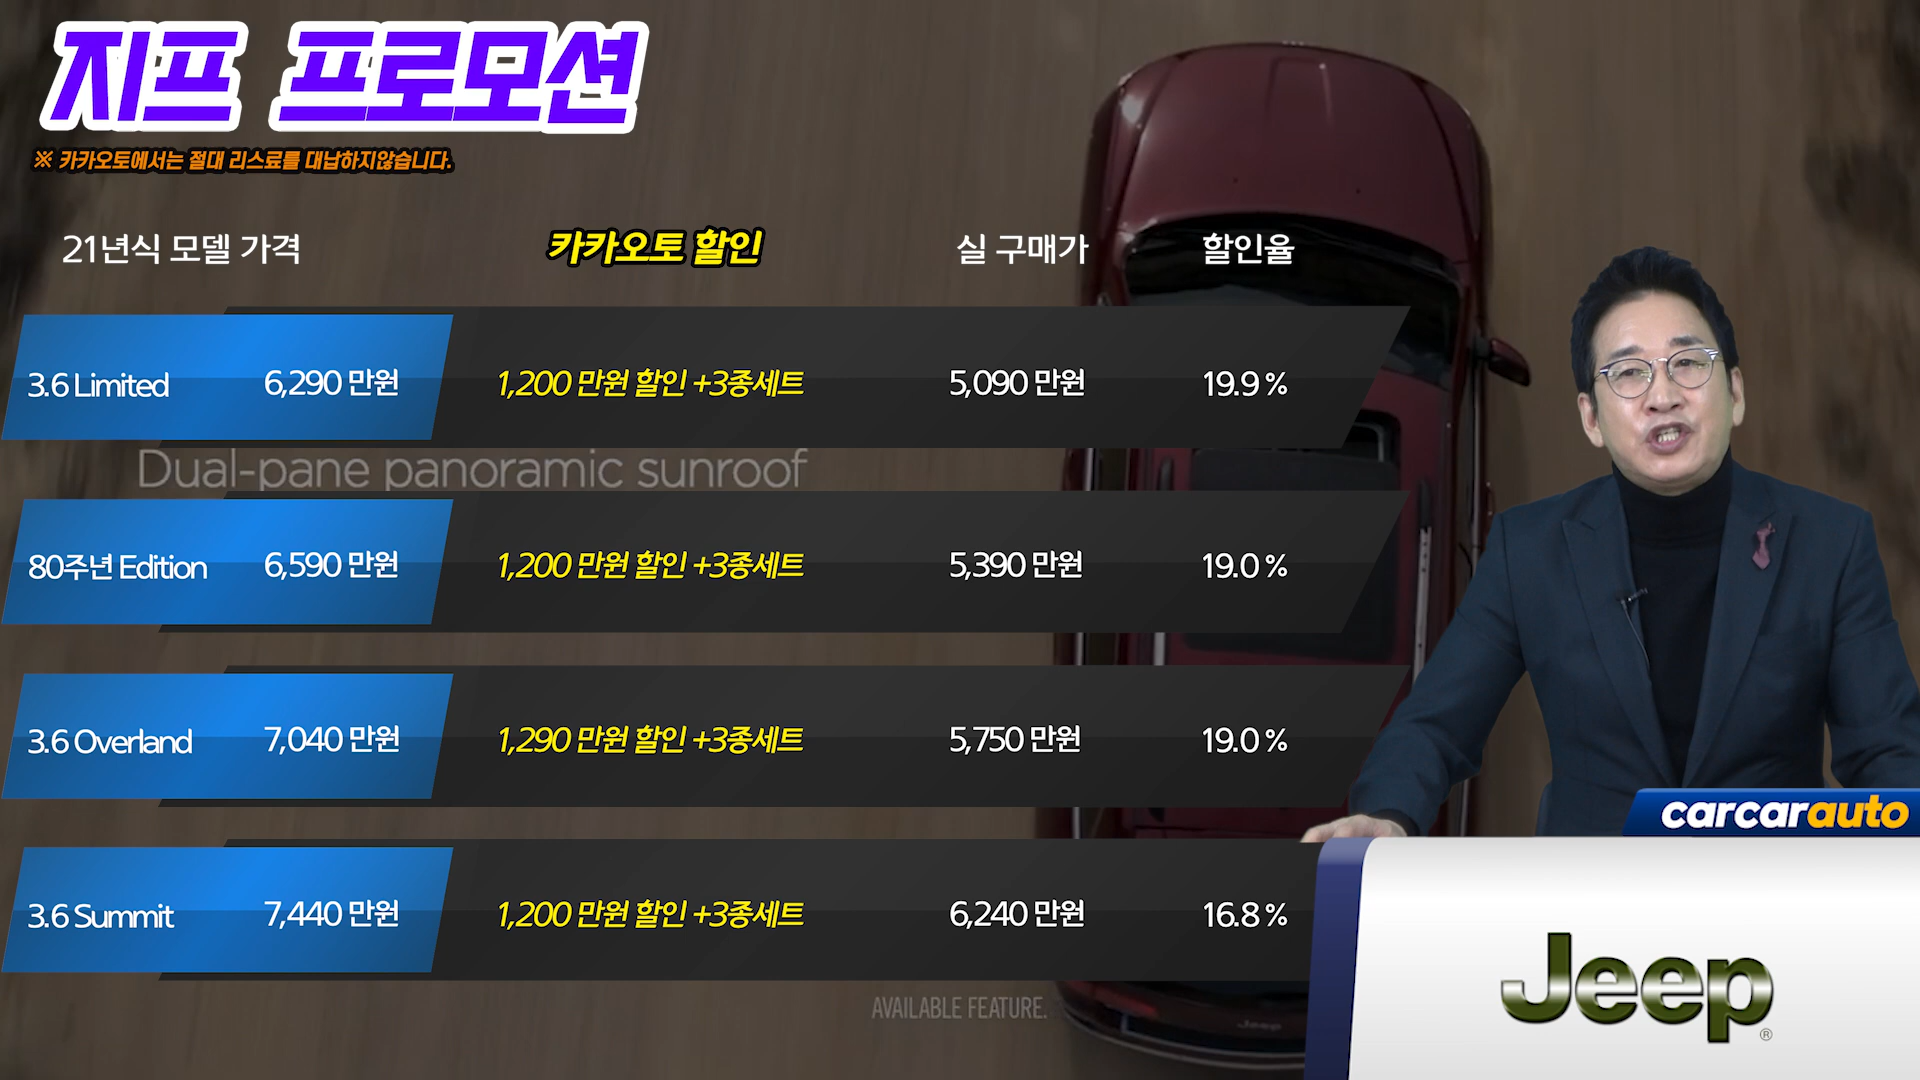 지프 프로모션
※ 카카오토에서는 절대 리스료를 대납하지않습니다.
21년식 모델 가격 카카오토 할인 실 구매가 할인율
3.6 Limited 6,290 만원 1,200 만원 할인 +3종세트 5,090 만원 19.9 %
Dual-pane panoramic sunroof
80주년 Edition 6,590 만원 1,200 만원 할인 +3종세트 5,390 만원 19.0 %
3.6 Overland 7,040 만원 1,290 만원 할인 +3종세트 5,750 만원 19.0 %
carcarauto
3.6 Summit 7,440 만원 1,200 만원 할인 +3종세트 6,240 만원 16.8 %
Jeep®
AVAILABLE FEATURE.
Jeep